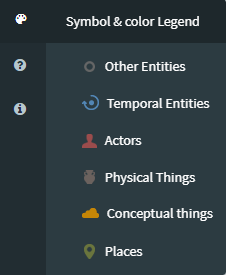 Symbol & color Legend
Other Entities
Temporal Entities
Actors
Physical Things
Conceptual things
Places